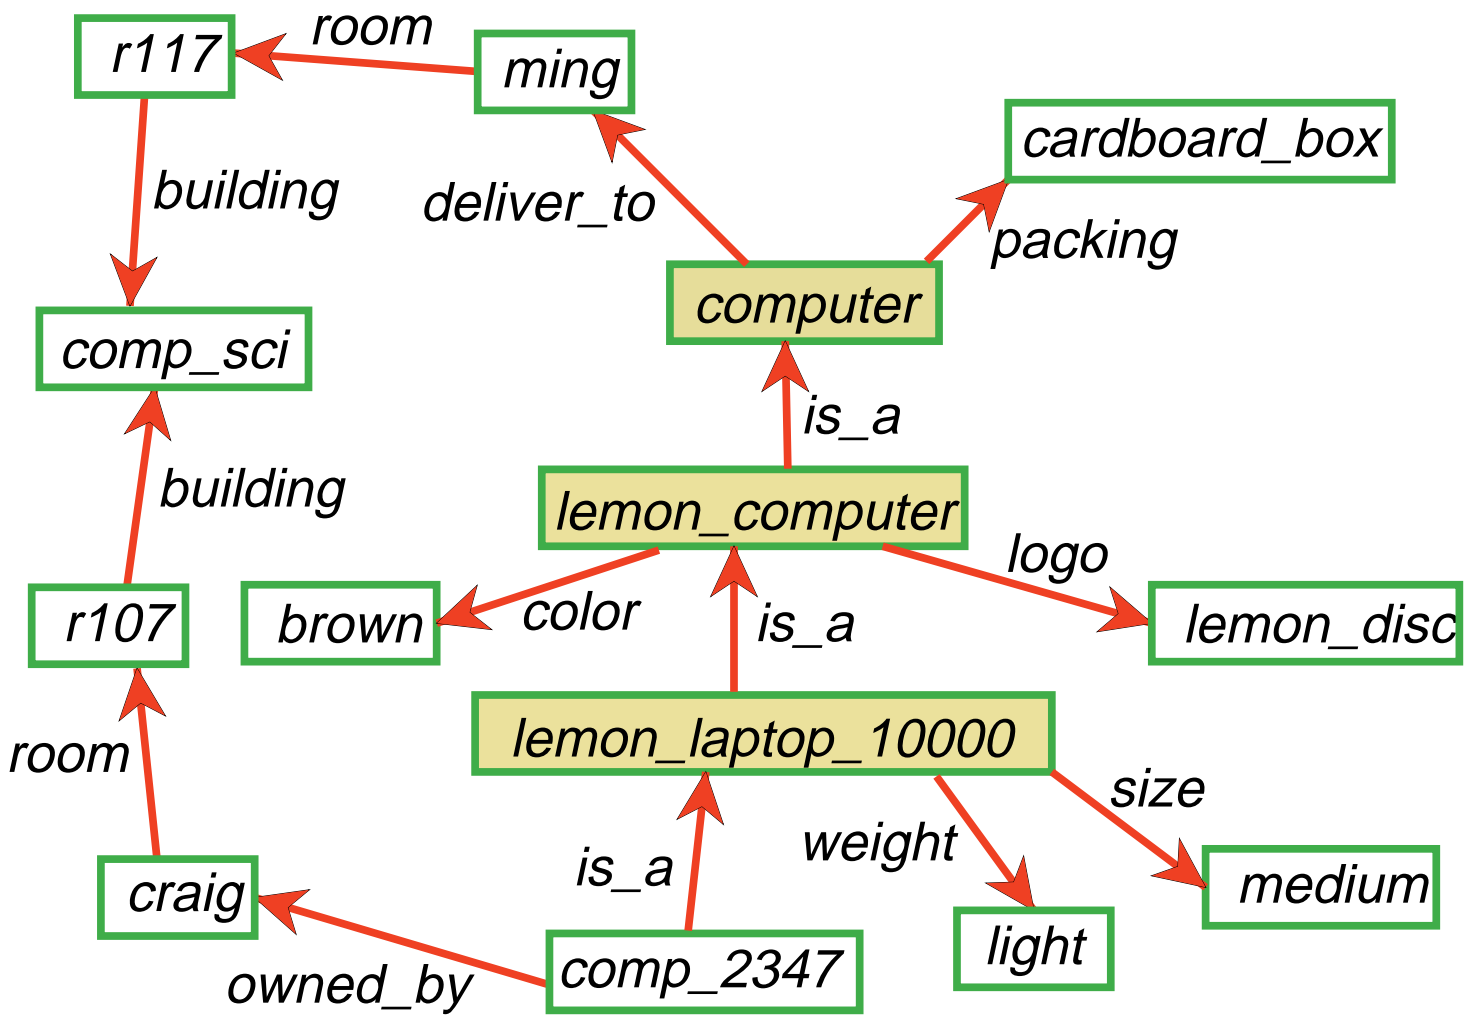 room
r117
ming
cardboard_box
building
deliver_to
packing
computer
comp_sci
is_a
building
lemon_computer
logo
r107
brown
color
is_a
lemon_disc
room
lemon_laptop_10000
size
weight
is_a
craig
medium
light
owned_by
comp_2347